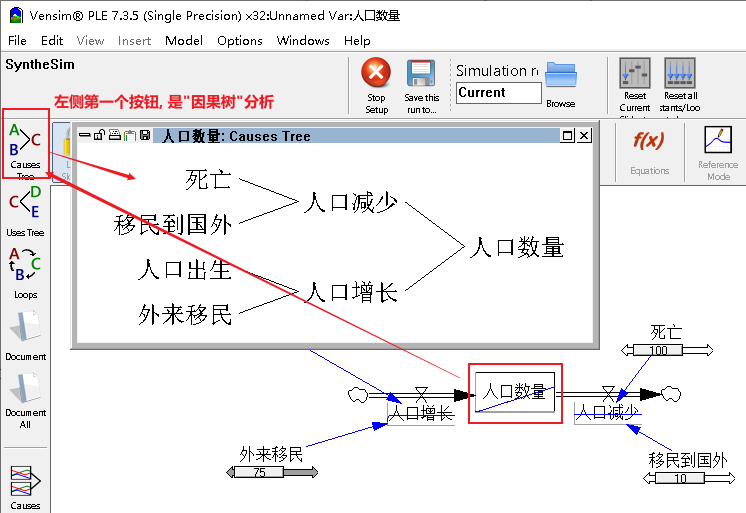 Vensim® PLE 7.3.5 (Single Precision) x32:Unnamed Var:人口数量
File Edit View Insert Model Options Windows Help
SyntheSim
Stop
Setup
Save this
run to...
Simulation r
Current
Browse
Reset
Current
Reset all
stants/Loo
左侧第一个按钮, 是"因果树"分析
A
B
C
Causes
Tree
人口数量: Causes Tree
死亡
移民到国外
人口减少
人口出生
外来移民
人口增长
人口数量
f(x)
Equations
Reference
Mode
C
D
E
Uses Tree
A
B
C
Loops
Document
Document
All
Causes
死亡
100
人口数量
人口增长
人口减少
外来移民
75
移民到国外
10